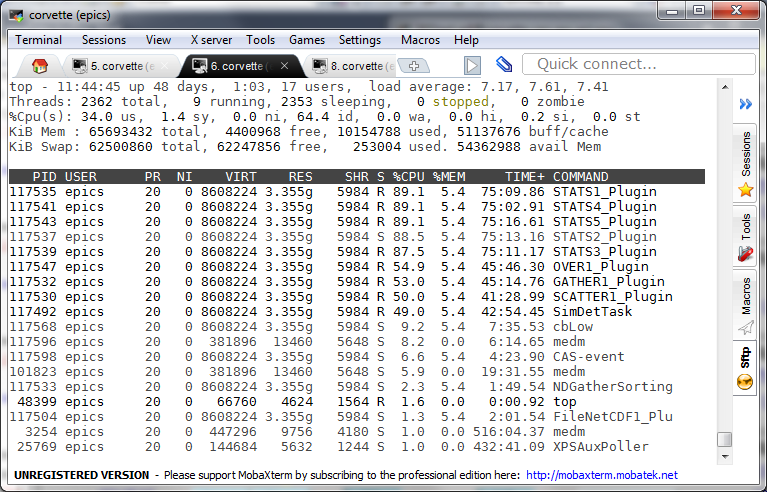 corvette (epics)
Terminal Sessions View X server Tools Games Settings Macros Help
5. corvette (e 6. corvette ( 8. corvette (e Quick connect...
top - 11:44:45 up 48 days,  1:03, 17 users,  load average: 7.17, 7.61, 7.41
Threads: 2362 total,   9 running, 2353 sleeping,   0 stopped,   0 zombie
%Cpu(s): 34.0 us,  1.4 sy,  0.0 ni, 64.4 id,  0.0 wa,  0.0 hi,  0.2 si,  0.0 st
KiB Mem : 65693432 total,  4400968 free, 10154788 used, 51137676 buff/cache
KiB Swap: 62500860 total, 62247856 free,   253004 used. 54362988 avail Mem
PID USER      PR  NI    VIRT    RES    SHR S %CPU %MEM     TIME+ COMMAND
117535 epics     20   0 8608224 3.355g   5984 R 89.1  5.4  75:09.86 STATS1_Plugin
117541 epics     20   0 8608224 3.355g   5984 R 89.1  5.4  75:02.91 STATS4_Plugin
117543 epics     20   0 8608224 3.355g   5984 R 89.1  5.4  75:16.61 STATS5_Plugin
117537 epics     20   0 8608224 3.355g   5984 S 88.5  5.4  75:13.16 STATS2_Plugin
117539 epics     20   0 8608224 3.355g   5984 R 87.5  5.4  75:11.17 STATS3_Plugin
117547 epics     20   0 8608224 3.355g   5984 R 54.9  5.4  45:46.30 OVER1_Plugin
117532 epics     20   0 8608224 3.355g   5984 R 53.0  5.4  45:14.76 GATHER1_Plugin
117530 epics     20   0 8608224 3.355g   5984 R 50.0  5.4  41:28.99 SCATTER1_Plugin
117492 epics     20   0 8608224 3.355g   5984 R 49.0  5.4  42:54.45 SimDetTask
117568 epics     20   0 8608224 3.355g   5984 S  9.2  5.4   7:35.53 cbLow
117596 epics     20   0  381896  13460   5648 S  8.2  0.0   6:14.65 medm
117598 epics     20   0 8608224 3.355g   5984 S  6.6  5.4   4:23.90 CAS-event
101823 epics     20   0  381896  13460   5648 S  5.9  0.0  19:31.55 medm
117533 epics     20   0 8608224 3.355g   5984 S  2.3  5.4   1:49.54 NDGatherSorting
48399 epics     20   0   66760   4624   1564 R  1.6  0.0   0:00.92 top
117504 epics     20   0 8608224 3.355g   5984 S  1.3  5.4   2:01.54 FileNetCDF1_Plu
3254 epics     20   0  447296   9756   4180 S  1.0  0.0 516:04.37 medm
25769 epics     20   0  144684   5632   1244 S  1.0  0.0 432:41.09 XPSAuxPoller
Sessions
Tools
Macros
Sftp
UNREGISTERED VERSION - Please support MobaXterm by subscribing to the professional edition here: http://mobaxterm.mobatek.net